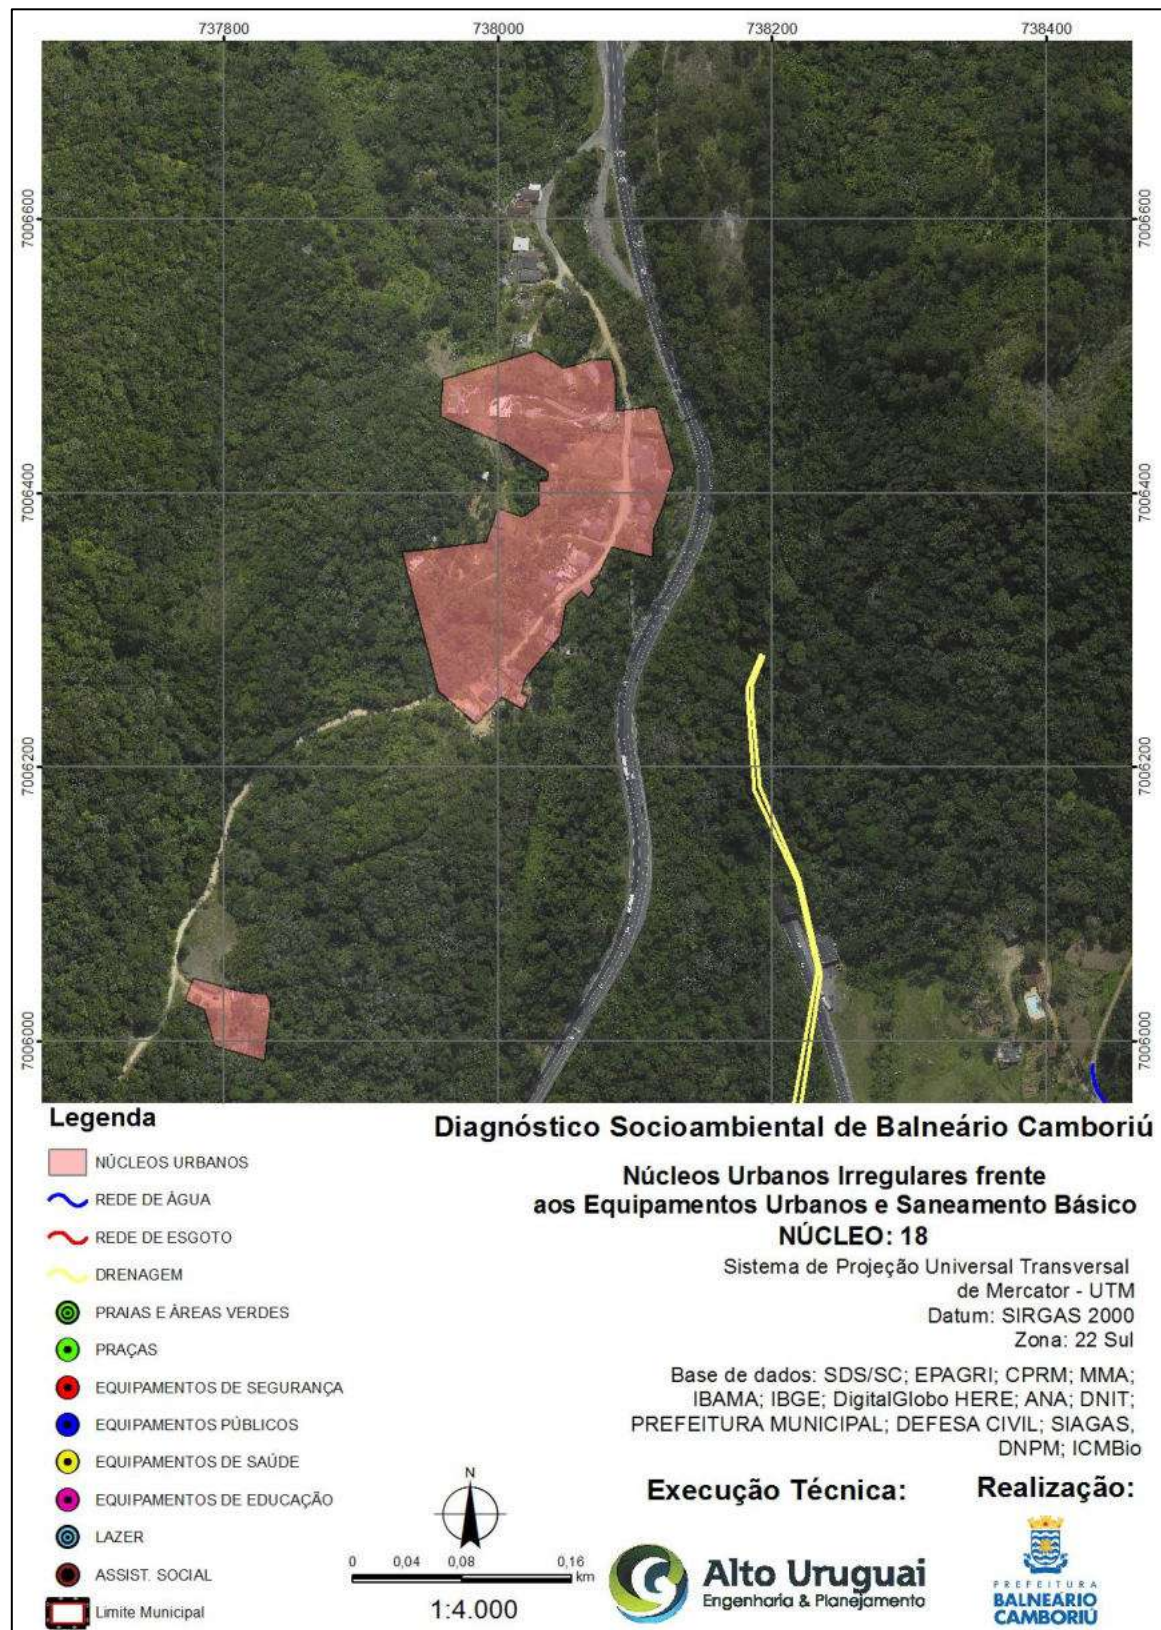 737800
738000
738200
738400
7006600
7006600
7006400
7006400
7006200
7006200
7006000
7006000
Legenda
NÚCLEOS URBANOS
REDE DE ÁGUA
REDE DE ESGOTO
DRENAGEM
PRAIAS E ÁREAS VERDES
PRAÇAS
EQUIPAMENTOS DE SEGURANÇA
EQUIPAMENTOS PÚBLICOS
EQUIPAMENTOS DE SAÚDE
EQUIPAMENTOS DE EDUCAÇÃO
LAZER
ASSIST. SOCIAL
Limite Municipal
Diagnóstico Socioambiental de Balneário Camboriú
Núcleos Urbanos Irregulares frente
aos Equipamentos Urbanos e Saneamento Básico
NÚCLEO: 18
Sistema de Projeção Universal Transversal
de Mercator - UTM
Datum: SIRGAS 2000
Zona: 22 Sul
Base de dados: SDS/SC; EPAGRI; CPRM; MMA;
IBAMA; IBGE; DigitalGlobo HERE; ANA; DNIT;
PREFEITURA MUNICIPAL; DEFESA CIVIL; SIAGAS,
DNPM; ICMBio
N
0 0,04 0,08 0,16
km
1:4.000
Execução Técnica:
Alto Uruguai
Engenharia & Planejamento
Realização:
PREFEITURA
BALNEÁRIO
CAMBORIÚ